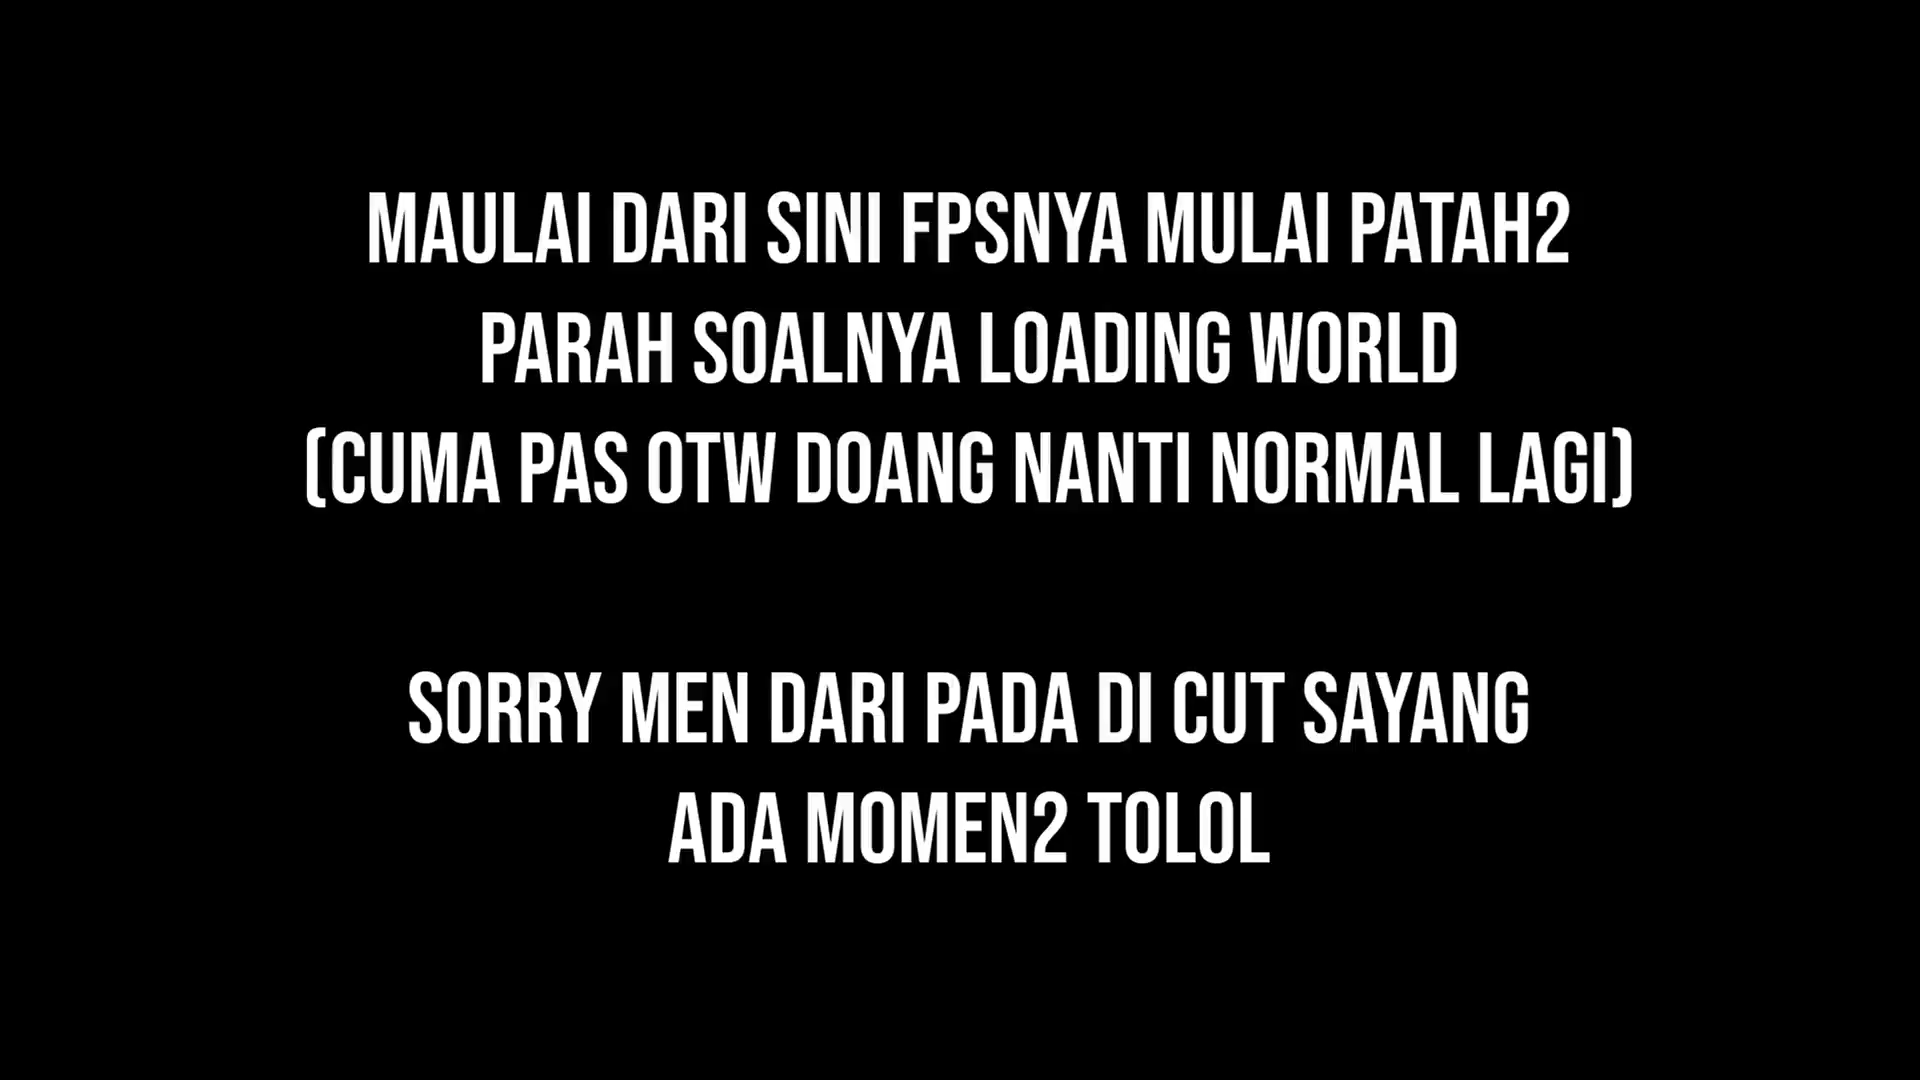 MAULAI DARI SINI FPSNYA MULAI PATAH2
PARAH SOALNYA LOADING WORLD
(CUMA PAS OTW DOANG NANTI NORMAL LAGI)
SORRY MEN DARI PADA DI CUT SAYANG
ADA MOMEN2 TOLOL